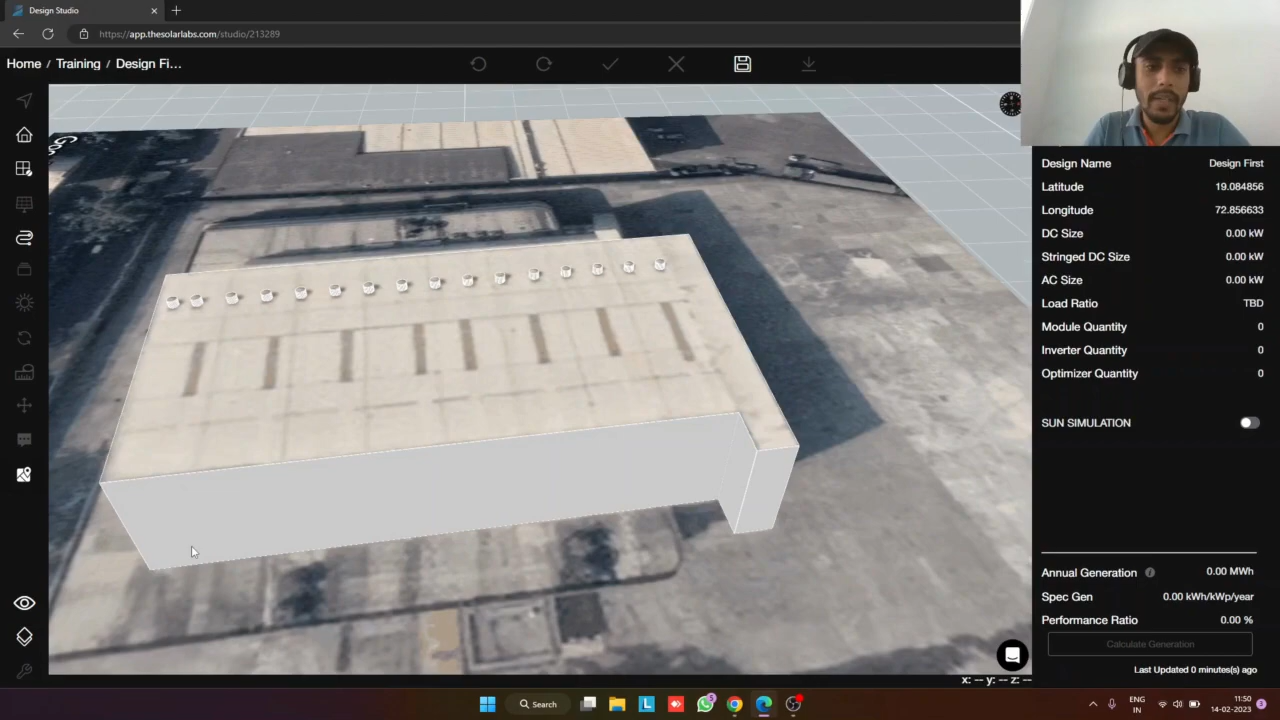 Design Studio
https://app.thesolarlabs.com/studio/213289
Home / Training / Design Fi...
Design Name Design First
Latitude 19.084856
Longitude 72.856633
DC Size 0.00 kW
Stringed DC Size 0.00 kW
AC Size 0.00 kW
Load Ratio TBD
Module Quantity 0
Inverter Quantity 0
Optimizer Quantity 0
SUN SIMULATION
Annual Generation 0.00 MWh
Spec Gen 0.00 kWh/kWp/year
Performance Ratio 0.00 %
Calculate Generation
Last Updated 0 minutes(s) ago
x: -- y: -- z: --
Search
L
5
ENG
IN
11:50
14-02-2023
3